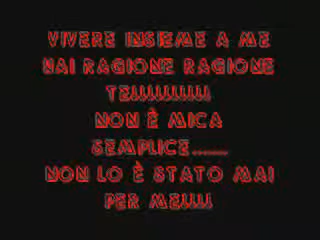 VIVERE INSIEME A ME
HAI RAGIONE RAGIONE
TE!!!!!!!!!!
NON È MICA
SEMPLICE.......
NON LO È STATO MAI
PER ME!!!!